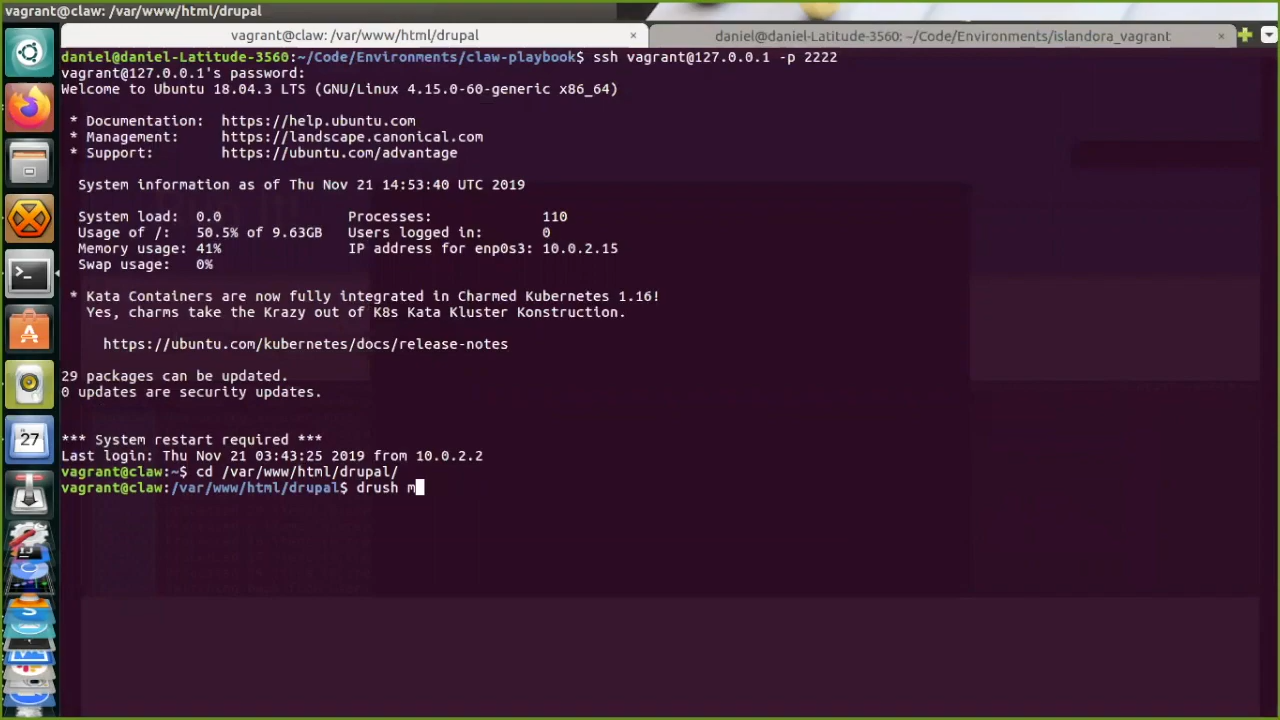 vagrant@claw: /var/www/html/drupal
vagrant@claw: /var/www/html/drupal × daniel@daniel-Latitude-3560: ~/Code/Environments/islandora_vagrant ×
daniel@daniel-Latitude-3560:~/Code/Environments/claw-playbook$ ssh vagrant@127.0.0.1 -p 2222
vagrant@127.0.0.1's password:
Welcome to Ubuntu 18.04.3 LTS (GNU/Linux 4.15.0-60-generic x86_64)
* Documentation: https://help.ubuntu.com
* Management: https://landscape.canonical.com
* Support: https://ubuntu.com/advantage
System information as of Thu Nov 21 14:53:40 UTC 2019
System load: 0.0 Processes: 110
Usage of /: 50.5% of 9.63GB Users logged in: 0
Memory usage: 41% IP address for enp0s3: 10.0.2.15
Swap usage: 0%
* Kata Containers are now fully integrated in Charmed Kubernetes 1.16!
Yes, charms take the Krazy out of K8s Kata Kluster Konstruction.
https://ubuntu.com/kubernetes/docs/release-notes
29 packages can be updated.
0 updates are security updates.
*** System restart required ***
Last login: Thu Nov 21 03:43:25 2019 from 10.0.2.2
vagrant@claw:~$ cd /var/www/html/drupal/
vagrant@claw:/var/www/html/drupal$ drush m
27